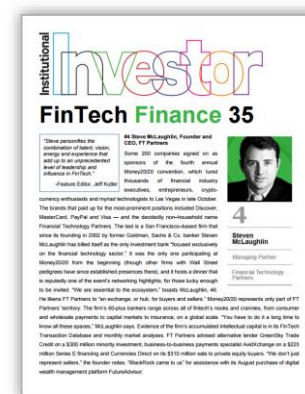 Institutional
Investor
FinTech Finance 35
"Steve personifies the
combination of talent, vision,
energy and experience that
add up to an unprecedented
level of leadership and
influence in FinTech."
-Feature Editor, Jeff Kutler
#4 Steve McLaughlin, Founder and
CEO, FT Partners
Some 200 companies signed on as
sponsors of the fourth annual
Money20/20 convention, which lured
thousands of financial industry
executives, entrepreneurs, crypto-
currency enthusiasts and myriad technologists to Las Vegas in late October.
The brands that paid up for the most-prominent positions included Discover,
MasterCard, PayPal and Visa — and the decidedly non-household name
Financial Technology Partners. The last is a San Francisco-based firm that
since its founding in 2002 by former Goldman, Sachs & Co. banker Steven
McLaughlin has billed itself as the only investment bank "focused exclusively
on the financial technology sector." It was the only one participating at
Money20/20 from the beginning (though other firms with Wall Street
pedigrees have since established presences there), and it hosts a dinner that
is reputedly one of the event's networking highlights, for those lucky enough
to be invited. "We are essential to the ecosystem," boasts McLaughlin, 46.
He likens FT Partners to "an exchange, or hub, for buyers and sellers." Money20/20 represents only part of FT
Partners' territory. The firm's 80-plus bankers range across all of fintech's nooks and crannies, from consumer
and wholesale payments to capital markets to insurance, on a global scale. "You have to do it a long time to
know all these spaces," McLaughlin says. Evidence of the firm's accumulated intellectual capital is in its FinTech
Transaction Database and monthly market analyses. FT Partners advised alternative lender GreenSky Trade
Credit on a $300 million minority investment, business-to-business payments specialist AvidXchange on a $225
million Series E financing and Currencies Direct on its $310 million sale to private equity buyers. "We don't just
represent sellers," the founder notes. "BlackRock came to us" for assistance with its August purchase of digital
wealth management platform FutureAdvisor.
4
Steven
McLaughlin
Managing Partner
Financial Technology
Partners